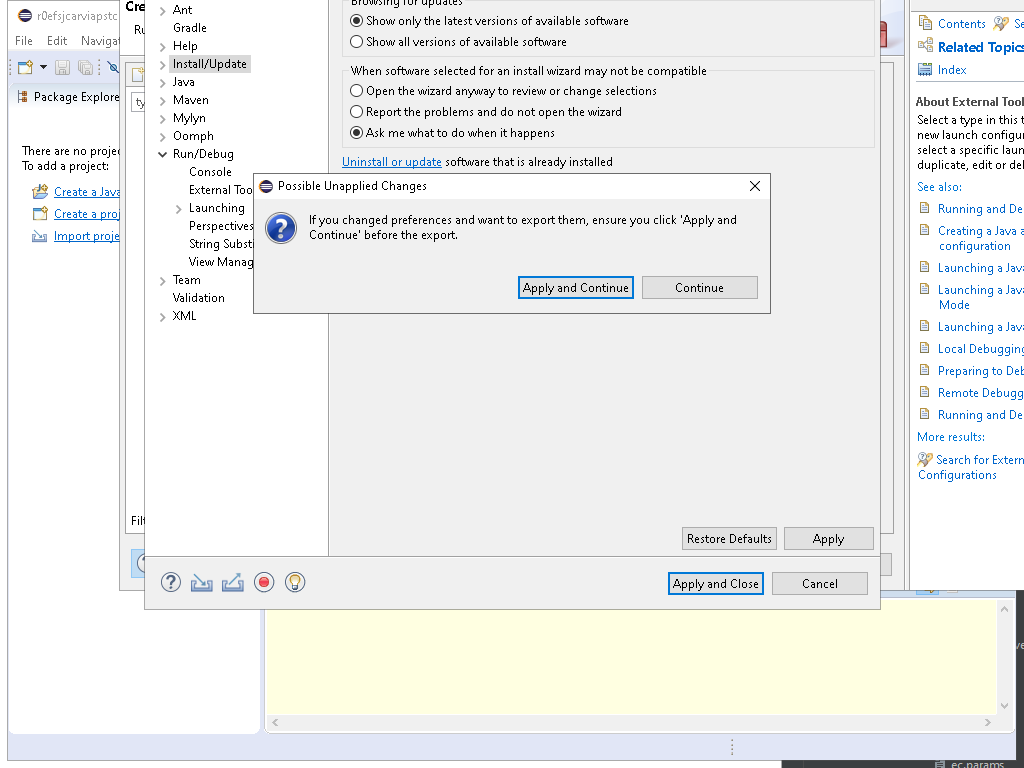 r0efsjcarviapstc
File Edit Navigat
Package Explore
There are no projec
To add a project:
Create a Java
Create a proj
Import proje
Cre
Ru
ty
Filt
Ant
Gradle
Help
Install/Update
Java
Maven
Mylyn
Oomph
Run/Debug
Console
External Too
Launching
Perspectives
String Substi
View Manag
Team
Validation
XML
Browsing for updates
Show only the latest versions of available software
Show all versions of available software
When software selected for an install wizard may not be compatible
Open the wizard anyway to review or change selections
Report the problems and do not open the wizard
Ask me what to do when it happens
Uninstall or update software that is already installed
Possible Unapplied Changes
If you changed preferences and want to export them, ensure you click 'Apply and
Continue' before the export.
Apply and Continue Continue
Restore Defaults Apply
Apply and Close Cancel
Contents Se
Related Topics
Index
About External Tool
Select a type in this t
new launch configur
select a specific laun
duplicate, edit or del
See also:
Running and De
Creating a Java a
configuration
Launching a Java
Launching a Java
Mode
Launching a Java
Local Debugging
Preparing to Deb
Remote Debugg
Running and De
More results:
Search for Extern
Configurations
ve
ec.params